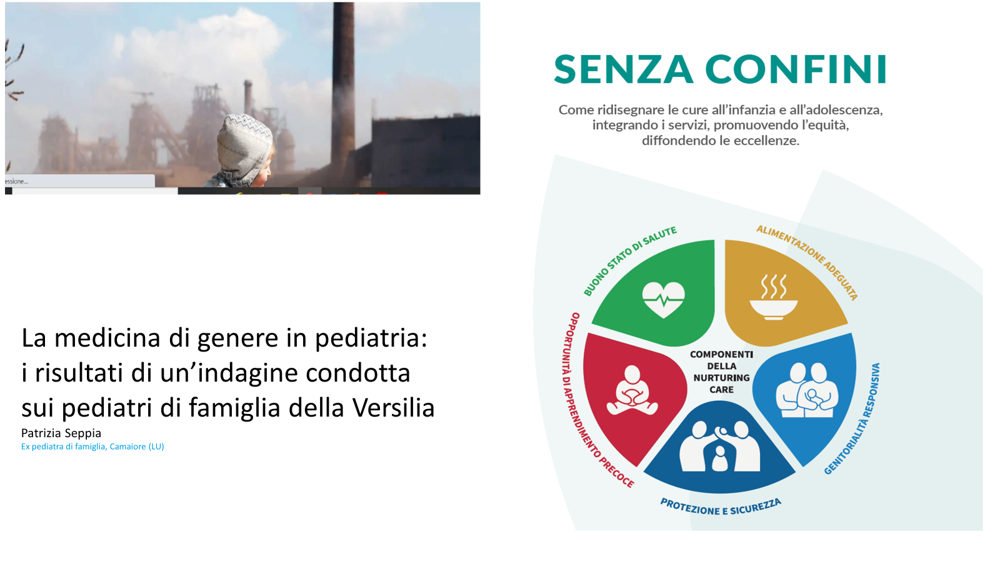 essione...
La medicina di genere in pediatria:
i risultati di un’indagine condotta
sui pediatri di famiglia della Versilia
Patrizia Seppia
Ex pediatra di famiglia, Camaiore (LU)
SENZA CONFINI
Come ridisegnare le cure all’infanzia e all’adolescenza,
integrando i servizi, promuovendo l’equità,
diffondendo le eccellenze.
BUONO STATO DI SALUTE
ALIMENTAZIONE ADEGUATA
OPPORTUNITÀ DI APPRENDIMENTO PRECOCE
COMPONENTI
DELLA
NURTURING
CARE
GENITORIALITÀ RESPONSIVA
PROTEZIONE E SICUREZZA